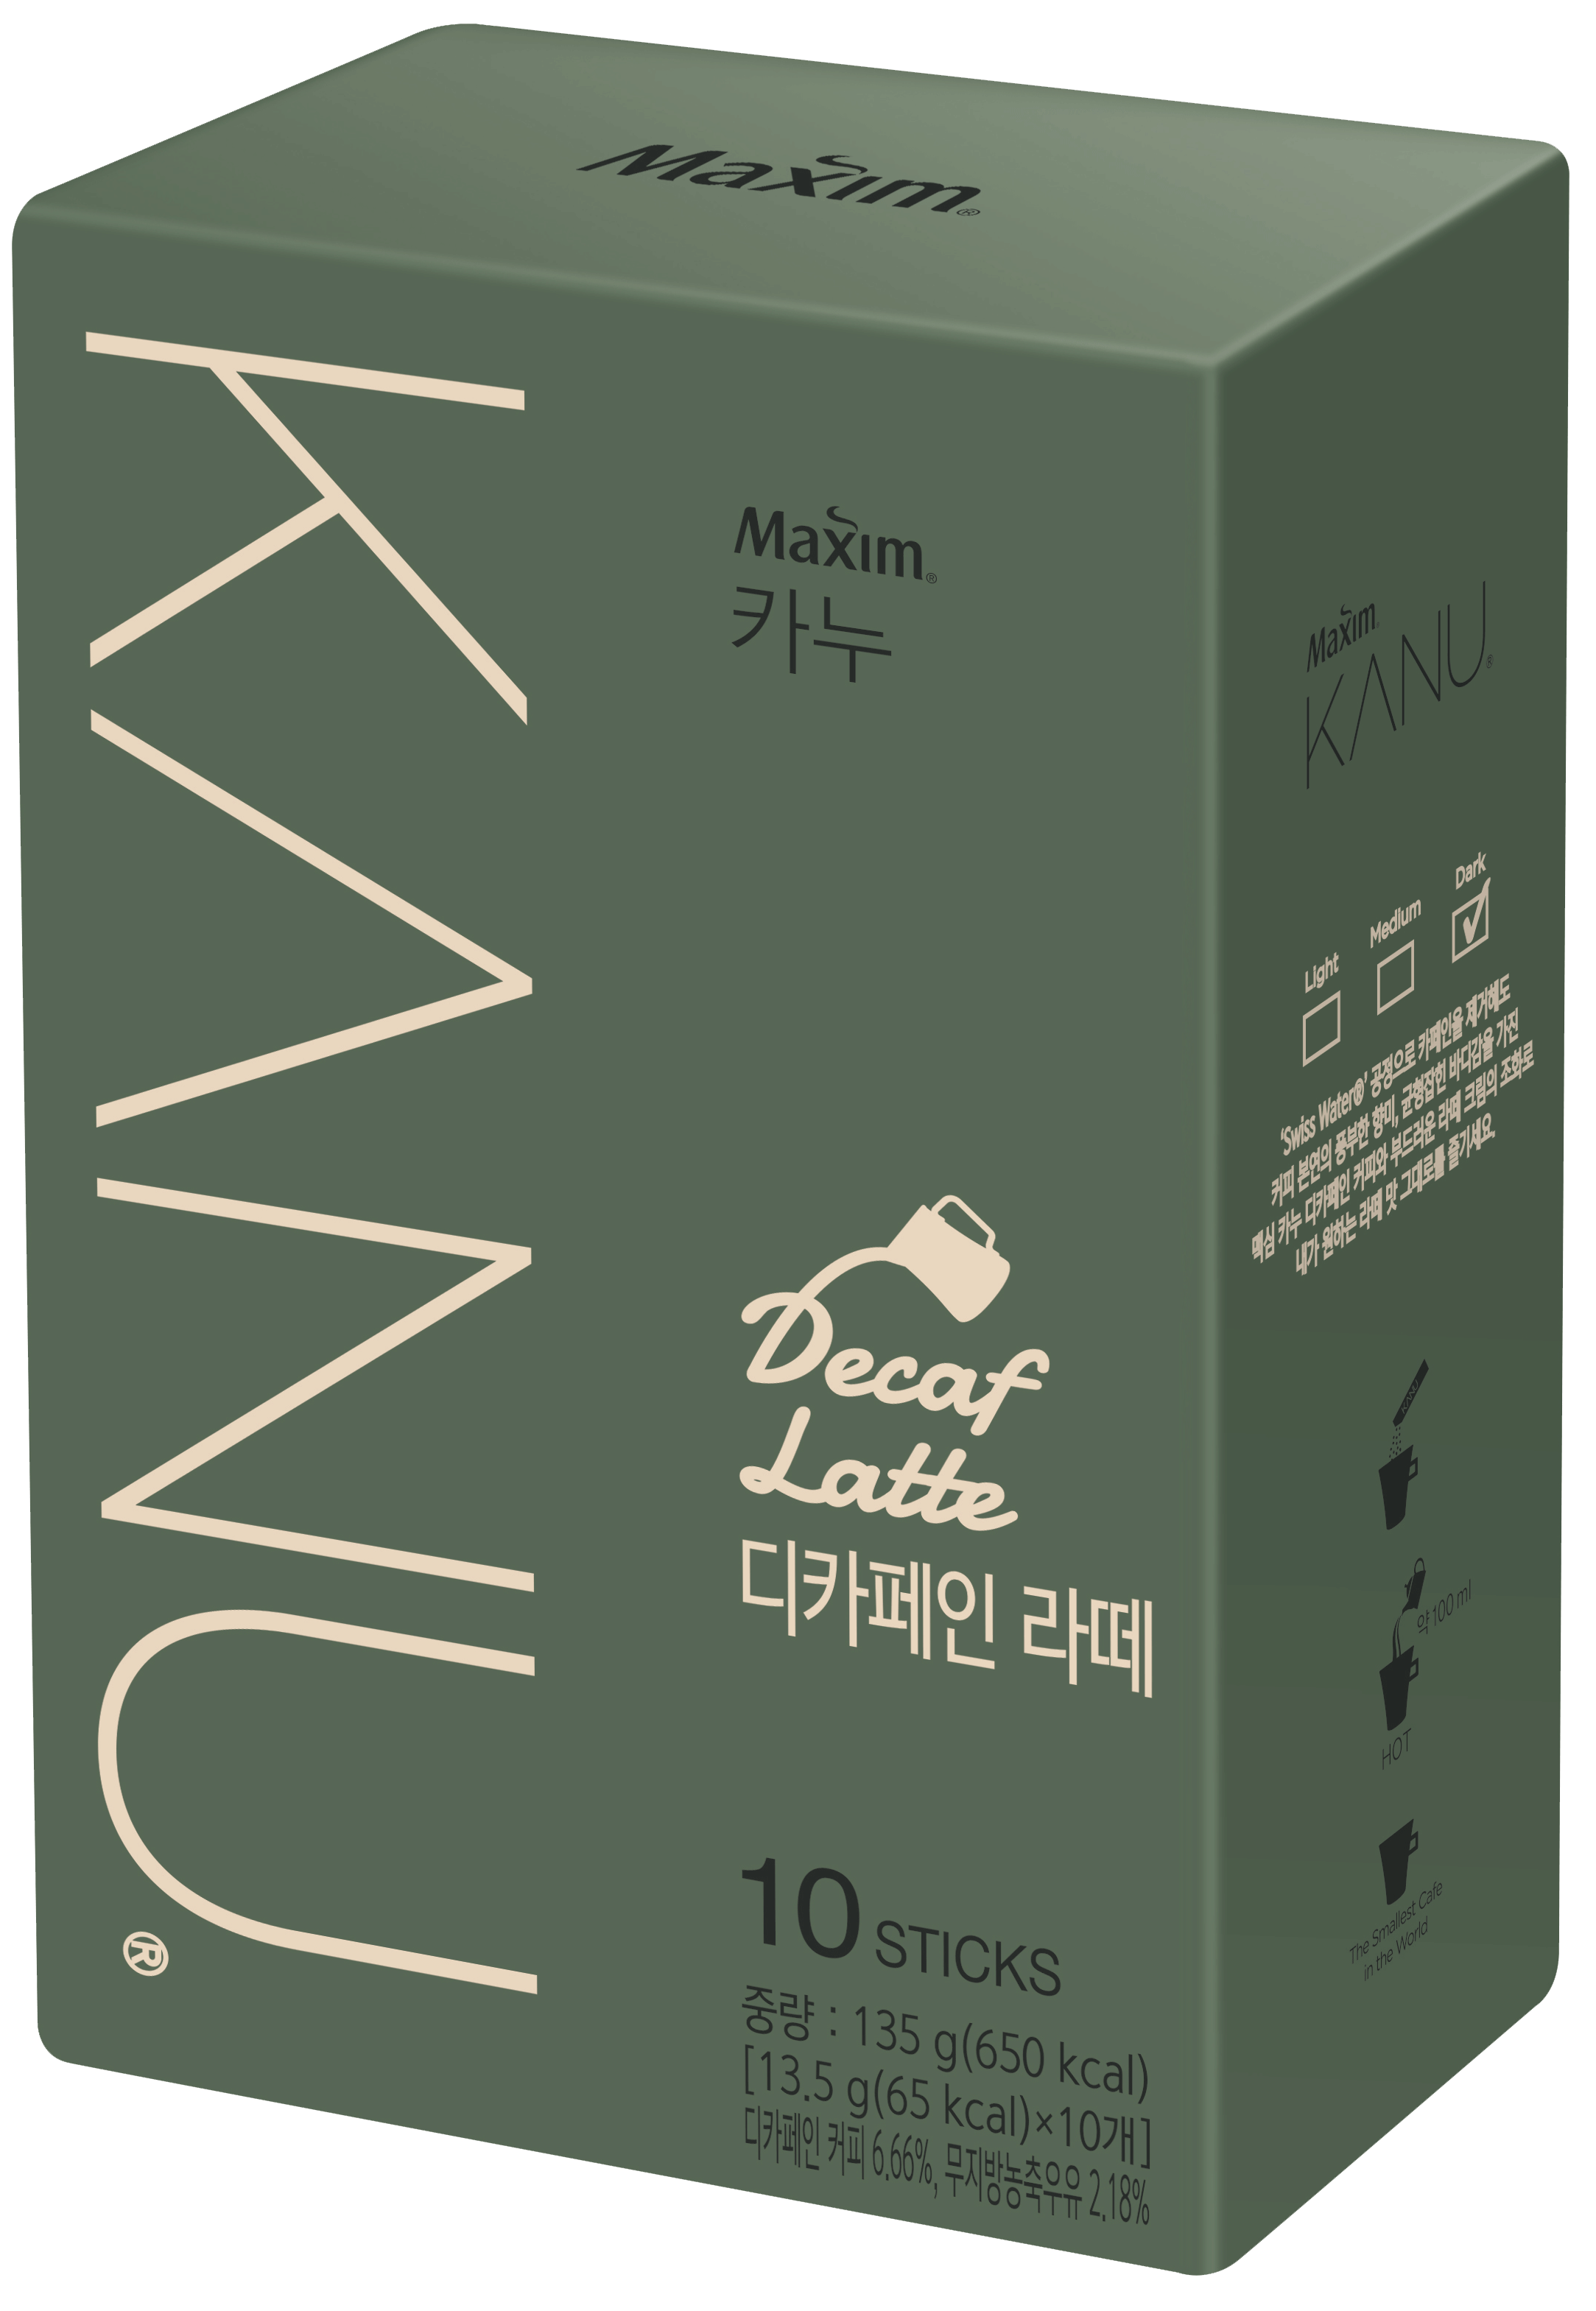 Maxim®
KANU®
Maxim®
카누
Decaf
Latte
디카페인 라떼
10 STICKS
중량 : 135 g(650 kcal)
[13.5 g(65 kcal)×10개]
디카페인 커피 6.66%, 무지방농축우유 2.18%
Maxim®
KANU®
Light Medium Dark
‘Swiss Water®’ 공정으로 카페인을 제거해도
커피 본연의 풍부한 향미, 균형잡힌 바디감을 가진
맥심 카누 디카페인 커피와 부드러운 라떼 크림의 조화로
내가 원하는 라떼 맛 그대로를 즐기세요.
KANU
약 100 ml
HOT
The Smallest Cafe
in the World